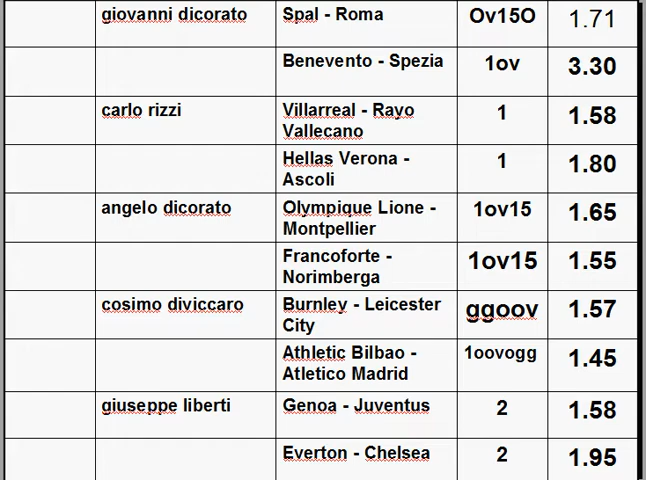 giovanni dicorato Spal - Roma Ov15O 1.71
Benevento - Spezia 1ov 3.30
carlo rizzi Villarreal - Rayo 1 1.58
Vallecano
Hellas Verona - 1 1.80
Ascoli
angelo dicorato Olympique Lione - 1ov15 1.65
Montpellier
Francoforte - 1ov15 1.55
Norimberga
cosimo diviccaro Burnley - Leicester ggoov 1.57
City
Athletic Bilbao - 1oovogg 1.45
Atletico Madrid
giuseppe liberti Genoa - Juventus 2 1.58
Everton - Chelsea 2 1.95